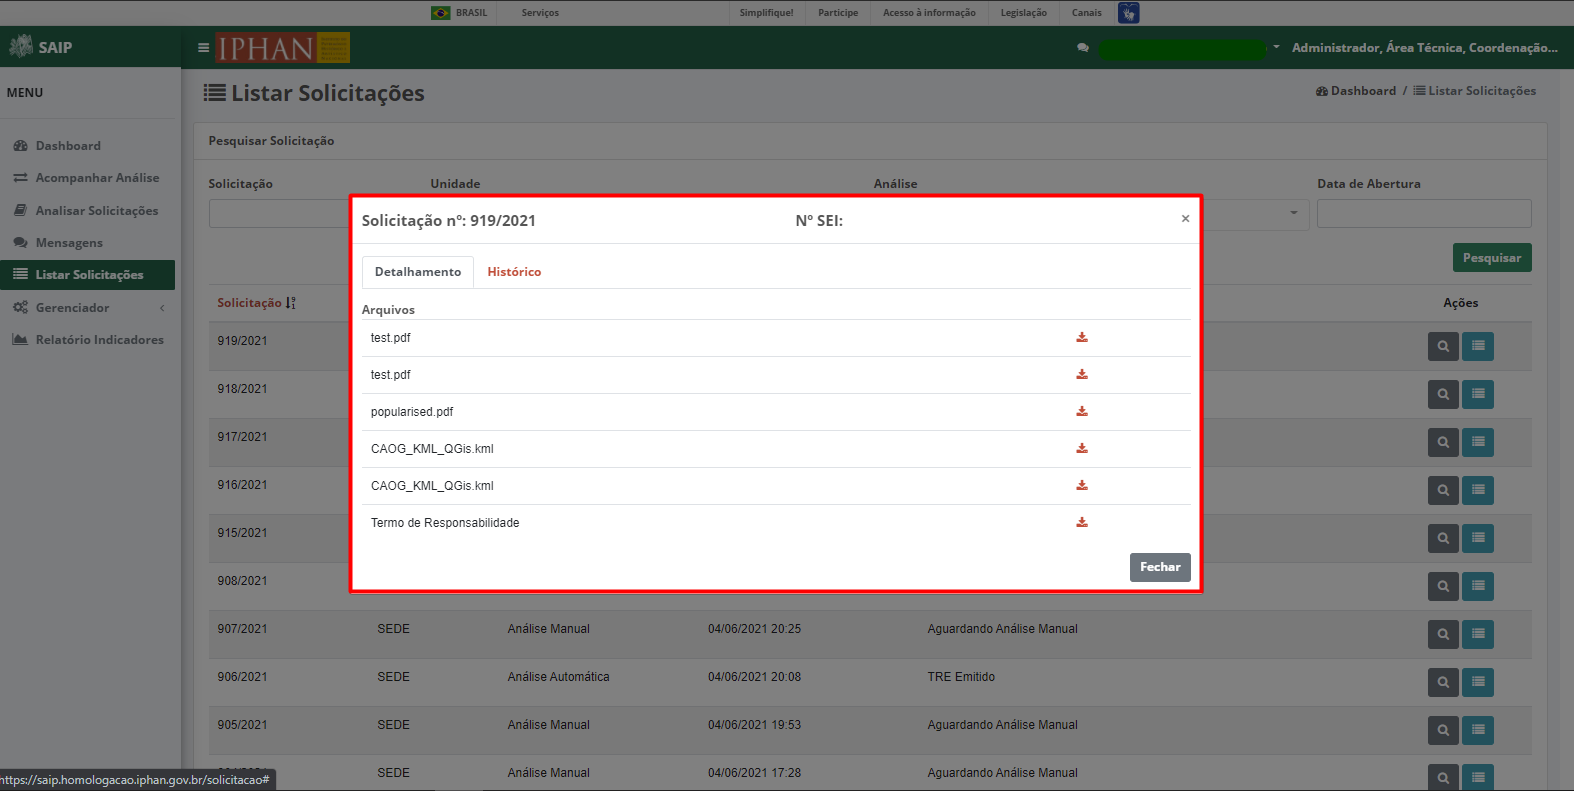 BRASIL Serviços Simplifique! Participe Acesso à informação Legislação Canais
SAIP IPHAN Administrador, Área Técnica, Coordenação...
MENU
Dashboard
Acompanhar Análise
Analisar Solicitações
Mensagens
Listar Solicitações
Gerenciador
Relatório Indicadores
Listar Solicitações Dashboard / Listar Solicitações
Pesquisar Solicitação
Solicitação Unidade Análise Data de Abertura
Pesquisar
Solicitação Ações
919/2021
918/2021
917/2021
916/2021
915/2021
908/2021
907/2021 SEDE Análise Manual 04/06/2021 20:25 Aguardando Análise Manual
906/2021 SEDE Análise Automática 04/06/2021 20:08 TRE Emitido
905/2021 SEDE Análise Manual 04/06/2021 19:53 Aguardando Análise Manual
SEDE Análise Manual 04/06/2021 17:28 Aguardando Análise Manual
Solicitação nº: 919/2021 Nº SEI: ×
Detalhamento Histórico
Arquivos
test.pdf
test.pdf
popularised.pdf
CAOG_KML_QGis.kml
CAOG_KML_QGis.kml
Termo de Responsabilidade
Fechar
https://saip.homologacao.iphan.gov.br/solicitacao#